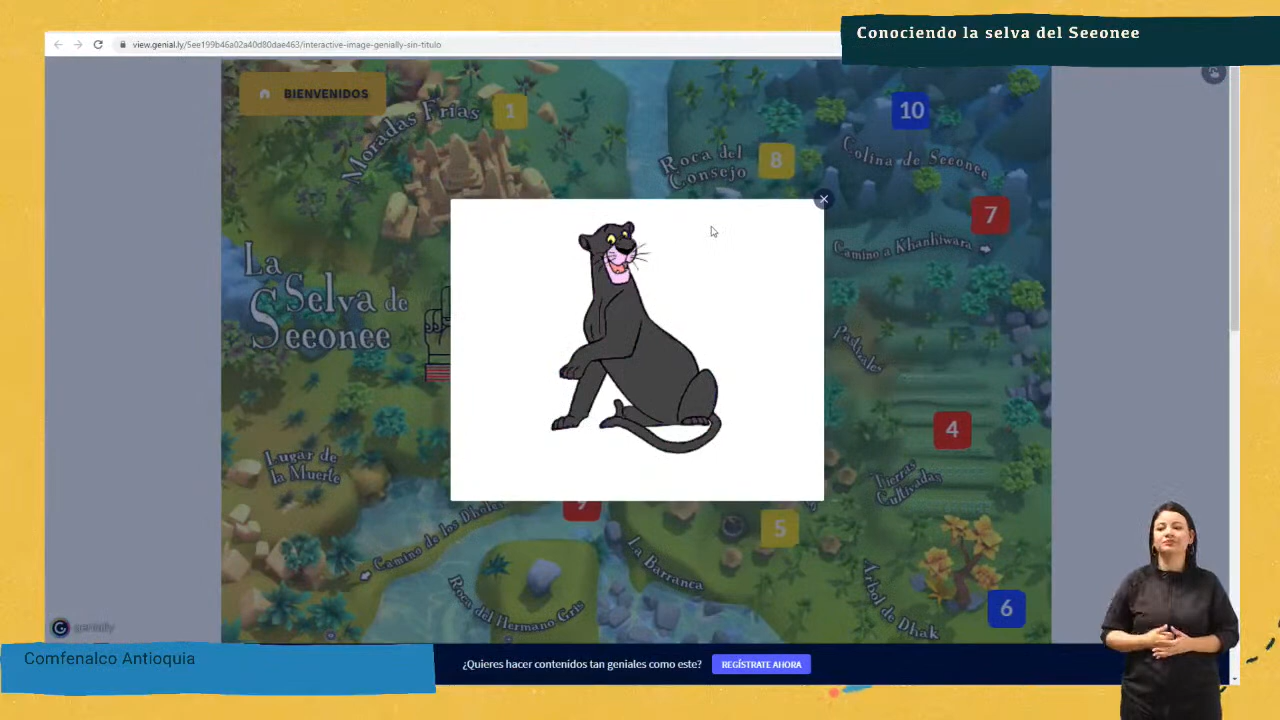 Conociendo la selva del Seeonee
view.genial.ly/5ee199b46a02a40d80dae463/interactive-image-genially-sin-titulo
BIENVENIDOS
Moradas Frías
1
10
Roca del
Consejo
8
Colina de Seeonee
7
Camino a Khanhiwara
La
Selva de
Seeonee
4
Lugar de
la Muerte
Tierras
Cultivadas
5
Camino de los Dholes
La Barranca
Roca del Hermano Gris
Arbol de Dhak
6
genially
Comfenalco Antioquia
¿Quieres hacer contenidos tan geniales como este?
REGÍSTRATE AHORA